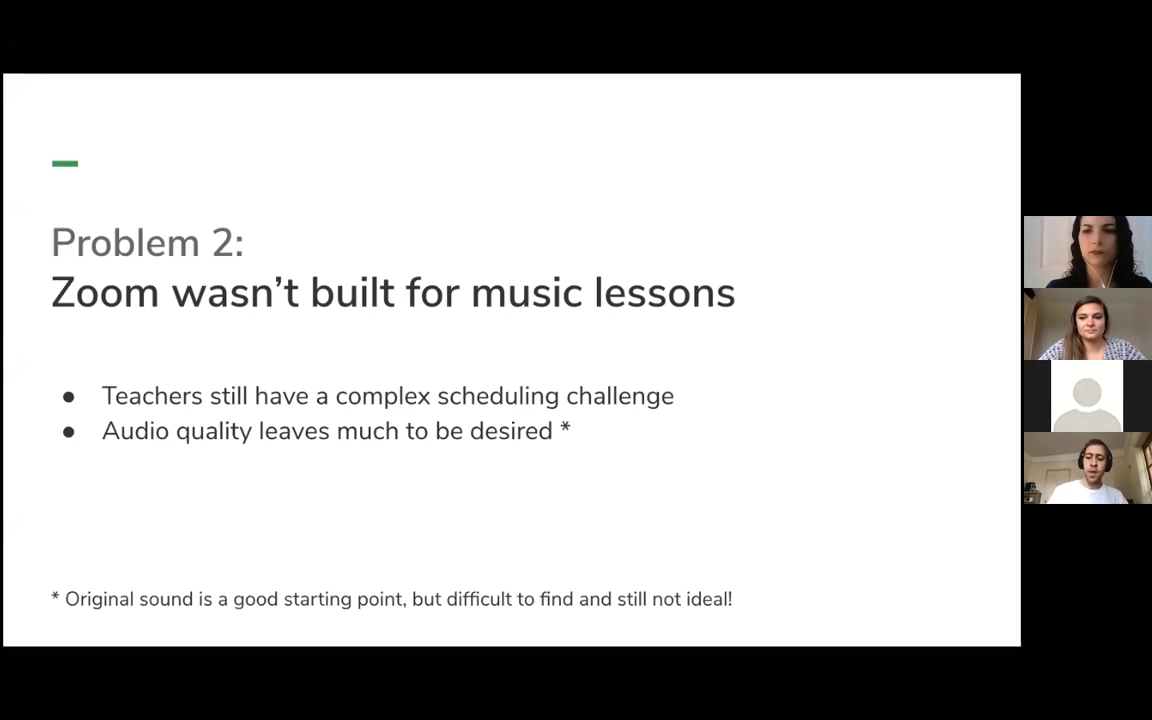 Problem 2:
Zoom wasn’t built for music lessons
● Teachers still have a complex scheduling challenge
● Audio quality leaves much to be desired *
* Original sound is a good starting point, but difficult to find and still not ideal!